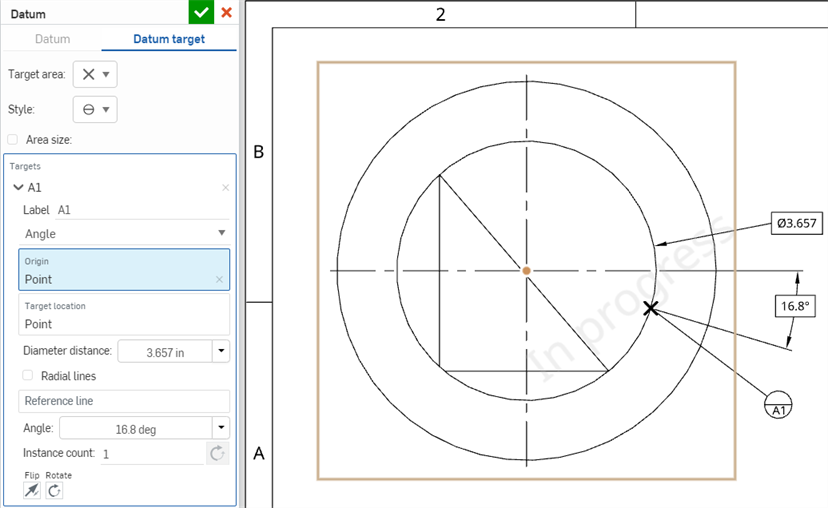 Datum
Datum
Datum target
Target area:
Style:
Area size:
Targets
A1
Label A1
Angle
Origin
Point
Target location
Point
Diameter distance: 3.657 in
Radial lines
Reference line
Angle: 16.8 deg
Instance count: 1
Flip Rotate
2
B
A
Ø3.657
16.8°
A1
In progress